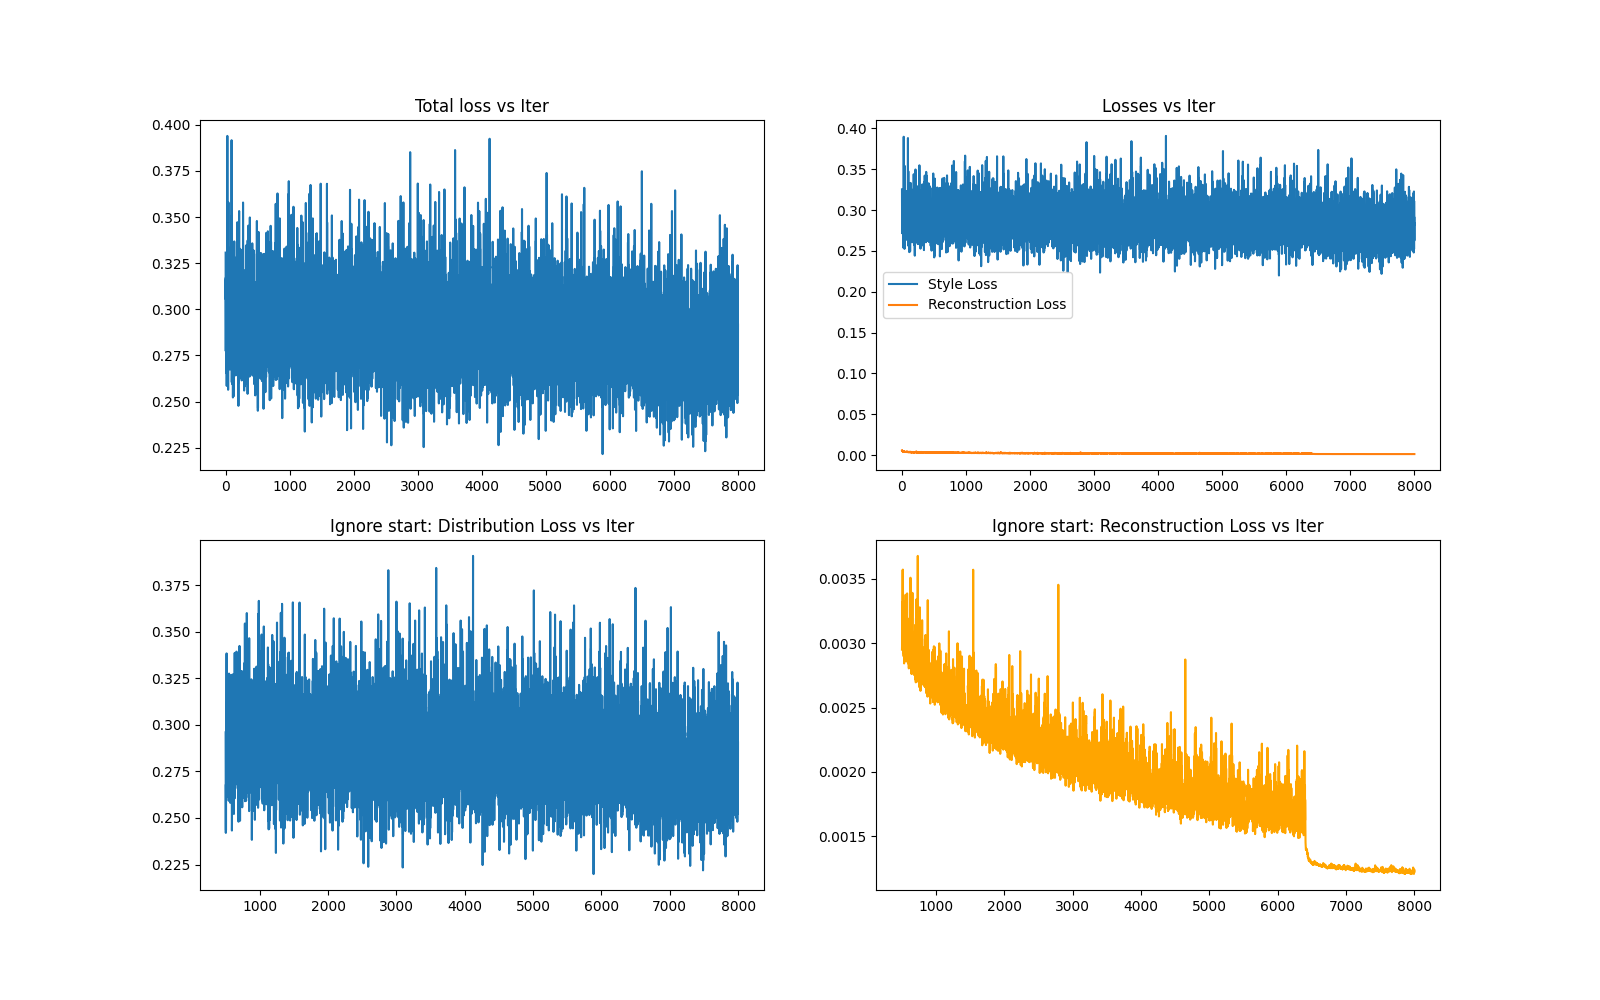 Total loss vs Iter
0.400
0.375
0.350
0.325
0.300
0.275
0.250
0.225
0 1000 2000 3000 4000 5000 6000 7000 8000
Losses vs Iter
0.40
0.35
0.30
0.25
0.20
0.15
0.10
0.05
0.00
Style Loss
Reconstruction Loss
0 1000 2000 3000 4000 5000 6000 7000 8000
Ignore start: Distribution Loss vs Iter
0.375
0.350
0.325
0.300
0.275
0.250
0.225
1000 2000 3000 4000 5000 6000 7000 8000
Ignore start: Reconstruction Loss vs Iter
0.0035
0.0030
0.0025
0.0020
0.0015
1000 2000 3000 4000 5000 6000 7000 8000